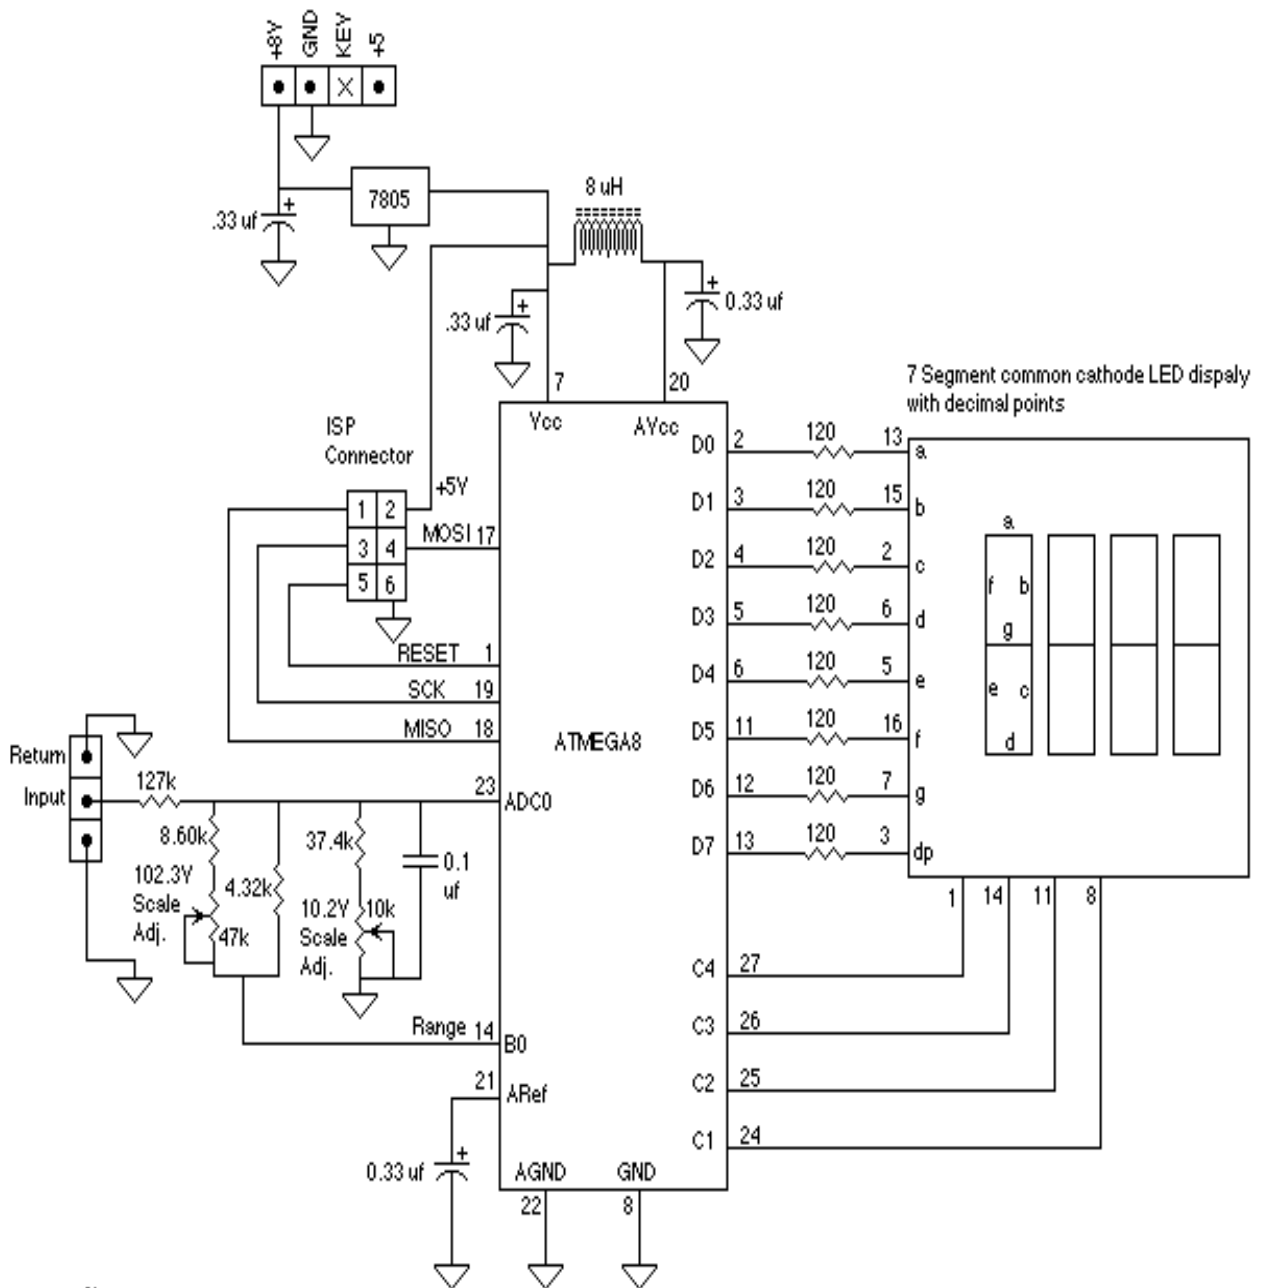 +8V
GND
KEY
+5
7805
.33 uf
+
8 uH
.33 uf
+
+
0.33 uf
7
20
7 Segment common cathode LED dispaly
with decimal points
Vcc
AVcc
ISP
Connector
+5V
1 2
3 4
5 6
MOSI 17
RESET 1
SCK 19
MISO 18
ATMEGA8
D0 2 120 13 a
D1 3 120 15 b
D2 4 120 2 c
D3 5 120 6 d
D4 6 120 5 e
D5 11 120 16 f
D6 12 120 7 g
D7 13 120 3 dp
a
f b
g
e c
d
Return
Input
127k
23
ADC0
8.60k
37.4k
0.1
uf
102.3V
Scale
Adj.
4.32k
47k
10.2V
Scale
Adj.
10k
1 14 11 8
C4 27
C3 26
C2 25
C1 24
Range 14 B0
21 ARef
0.33 uf
+
AGND
GND
22
8